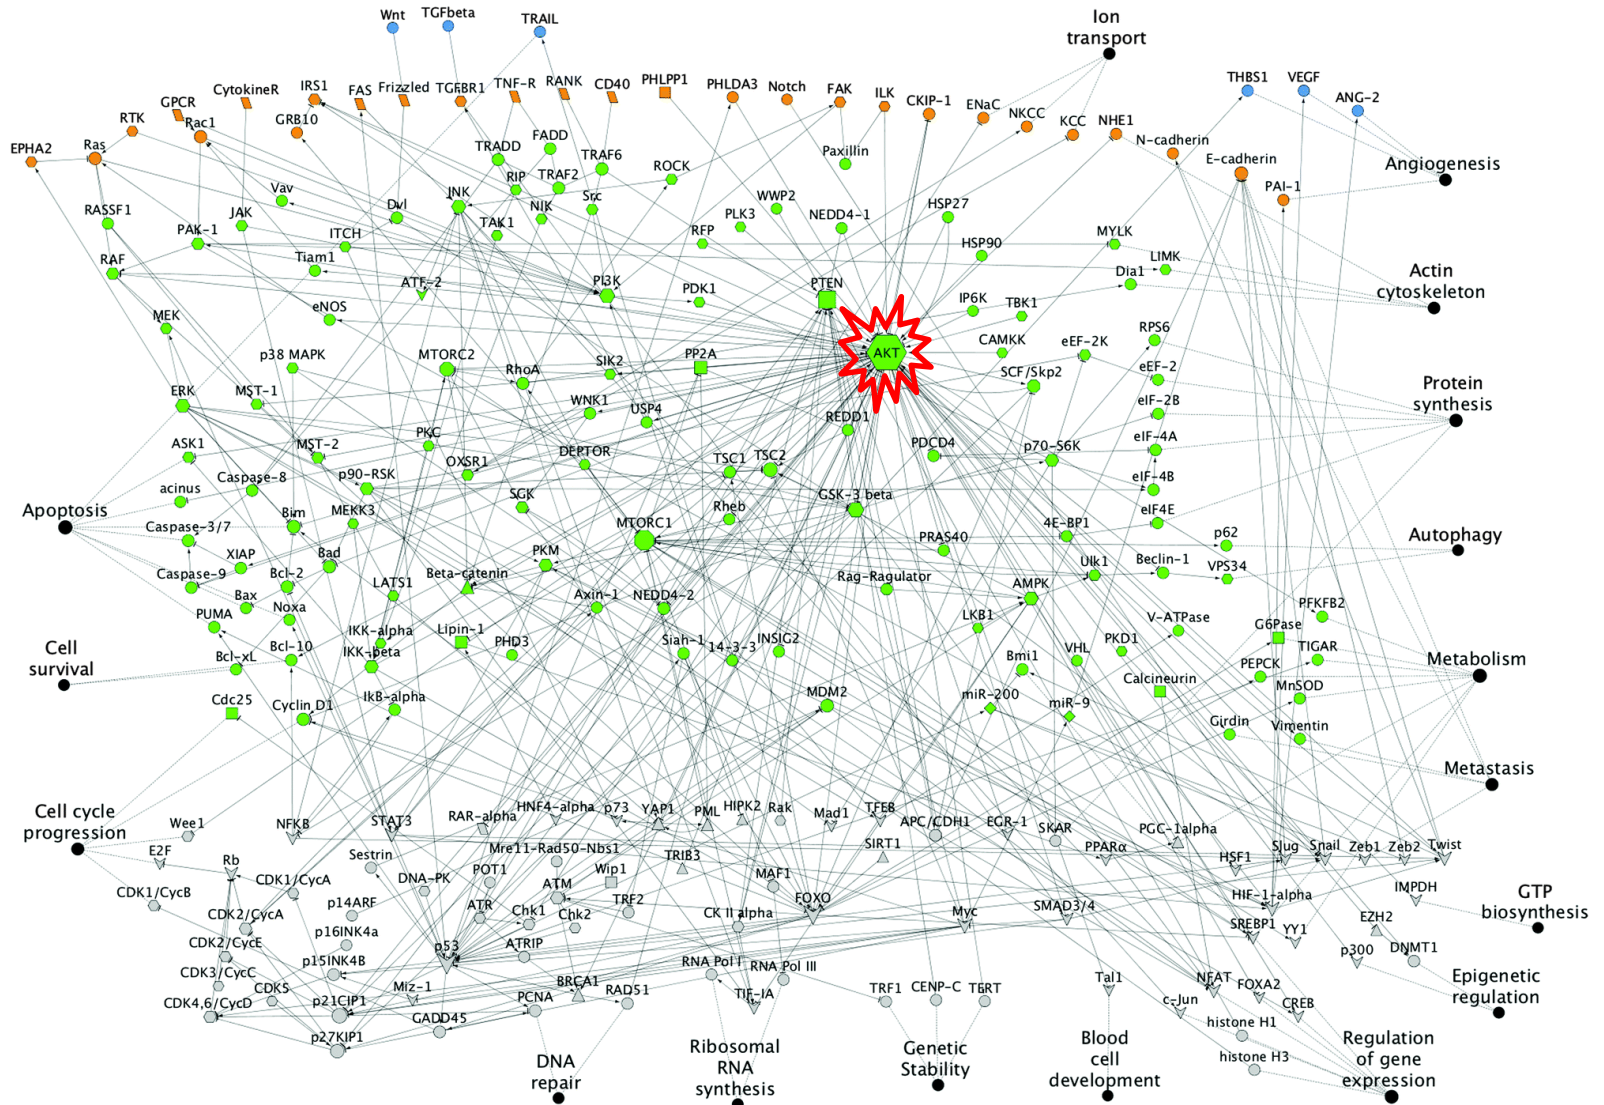 Wnt
TGFbeta
TRAIL
Ion
transport
THBS1
VEGF
ANG-2
GPCR
CytokineR
IRS1
FAS
Frizzled
TGFBR1
TNF-R
RANK
CD40
PHLPP1
PHLDA3
Notch
FAK
ILK
CKIP-1
ENaC
NKCC
KCC
NHE1
N-cadherin
E-cadherin
PAI-1
Angiogenesis
RTK
Rac1
GRB10
EPHA2
Ras
TRADD
FADD
TRAF6
ROCK
Paxillin
RIP
TRAF2
RASSF1
Vav
JAK
Dvl
INK
TAK1
NIK
Src
WWP2
PLK3
NEDD4-1
HSP27
PAK-1
ITCH
RFP
HSP90
MYLK
LIMK
Dia1
Actin
cytoskeleton
RAF
Tiam1
ATF-2
PI3K
PDK1
PTEN
IP6K
TBK1
eNOS
MEK
AKT
CAMKK
eEF-2K
RPS6
p38 MAPK
MTORC2
RhoA
SIK2
PP2A
SCF/Skp2
eEF-2
Protein
synthesis
ERK
MST-1
WNK1
USP4
REDD1
eIF-2B
ASK1
MST-2
PKC
DEPTOR
PDCD4
p70-S6K
eIF-4A
Caspase-8
p90-RSK
OXSR1
TSC1
TSC2
eIF-4B
acinus
MEKK3
SGK
GSK-3 beta
eIF4E
Apoptosis
Bim
Rheb
MTORC1
4E-BP1
p62
Autophagy
Caspase-3/7
Bad
PKM
PRAS40
XIAP
Caspase-9
Bcl-2
LATS1
Beta-catenin
Axin-1
NEDD4-2
Rag-Ragulator
AMPK
Ulk1
Beclin-1
VPS34
Bax
Noxa
PUMA
LKB1
V-ATPase
PFKFB2
G6Pase
Cell
survival
Bcl-xL
Bcl-10
IKK-alpha
IKK-beta
Lipin-1
PHD3
Siah-1
14-3-3
INSIG2
Bmi1
VHL
PKD1
TIGAR
PEPCK
Metabolism
Cdc25
Cyclin D1
IkB-alpha
MDM2
miR-200
miR-9
Calcineurin
MnSOD
Girdin
Vimentin
Metastasis
Cell cycle
progression
Wee1
NFKB
STAT3
RAR-alpha
HNF4-alpha
p73
YAP1
PML
HIPK2
Rak
Mad1
TFEB
APC/CDH1
EGR-1
SKAR
PGC-1alpha
E2F
Rb
Sestrin
Mre11-Rad50-Nbs1
TRIB3
SIRT1
PPARα
HSF1
Slug
Snail
Zeb1
Zeb2
Twist
CDK1/CycB
CDK1/CycA
DNA-PK
POT1
ATM
Wip1
MAF1
IMPDH
GTP
biosynthesis
p14ARF
CDK2/CycA
ATR
Chk1
Chk2
TRF2
CK II alpha
FOXO
Myc
SMAD3/4
HIF-1-alpha
SREBP1
YY1
EZH2
p16INK4a
CDK2/CycE
p53
ATRIP
p300
DNMT1
p15INK4B
CDK3/CycC
CDK5
CDK4,6/CycD
p21CIP1
Miz-1
BRCA1
PCNA
RAD51
RNA Pol I
RNA Pol III
TIF-IA
TRF1
CENP-C
Tal1
NFAT
FOXA2
CREB
c-Jun
Epigenetic
regulation
p27KIP1
GADD45
histone H1
histone H3
DNA
repair
Ribosomal
RNA
synthesis
Genetic
Stability
Blood
cell
development
Regulation
of gene
expression